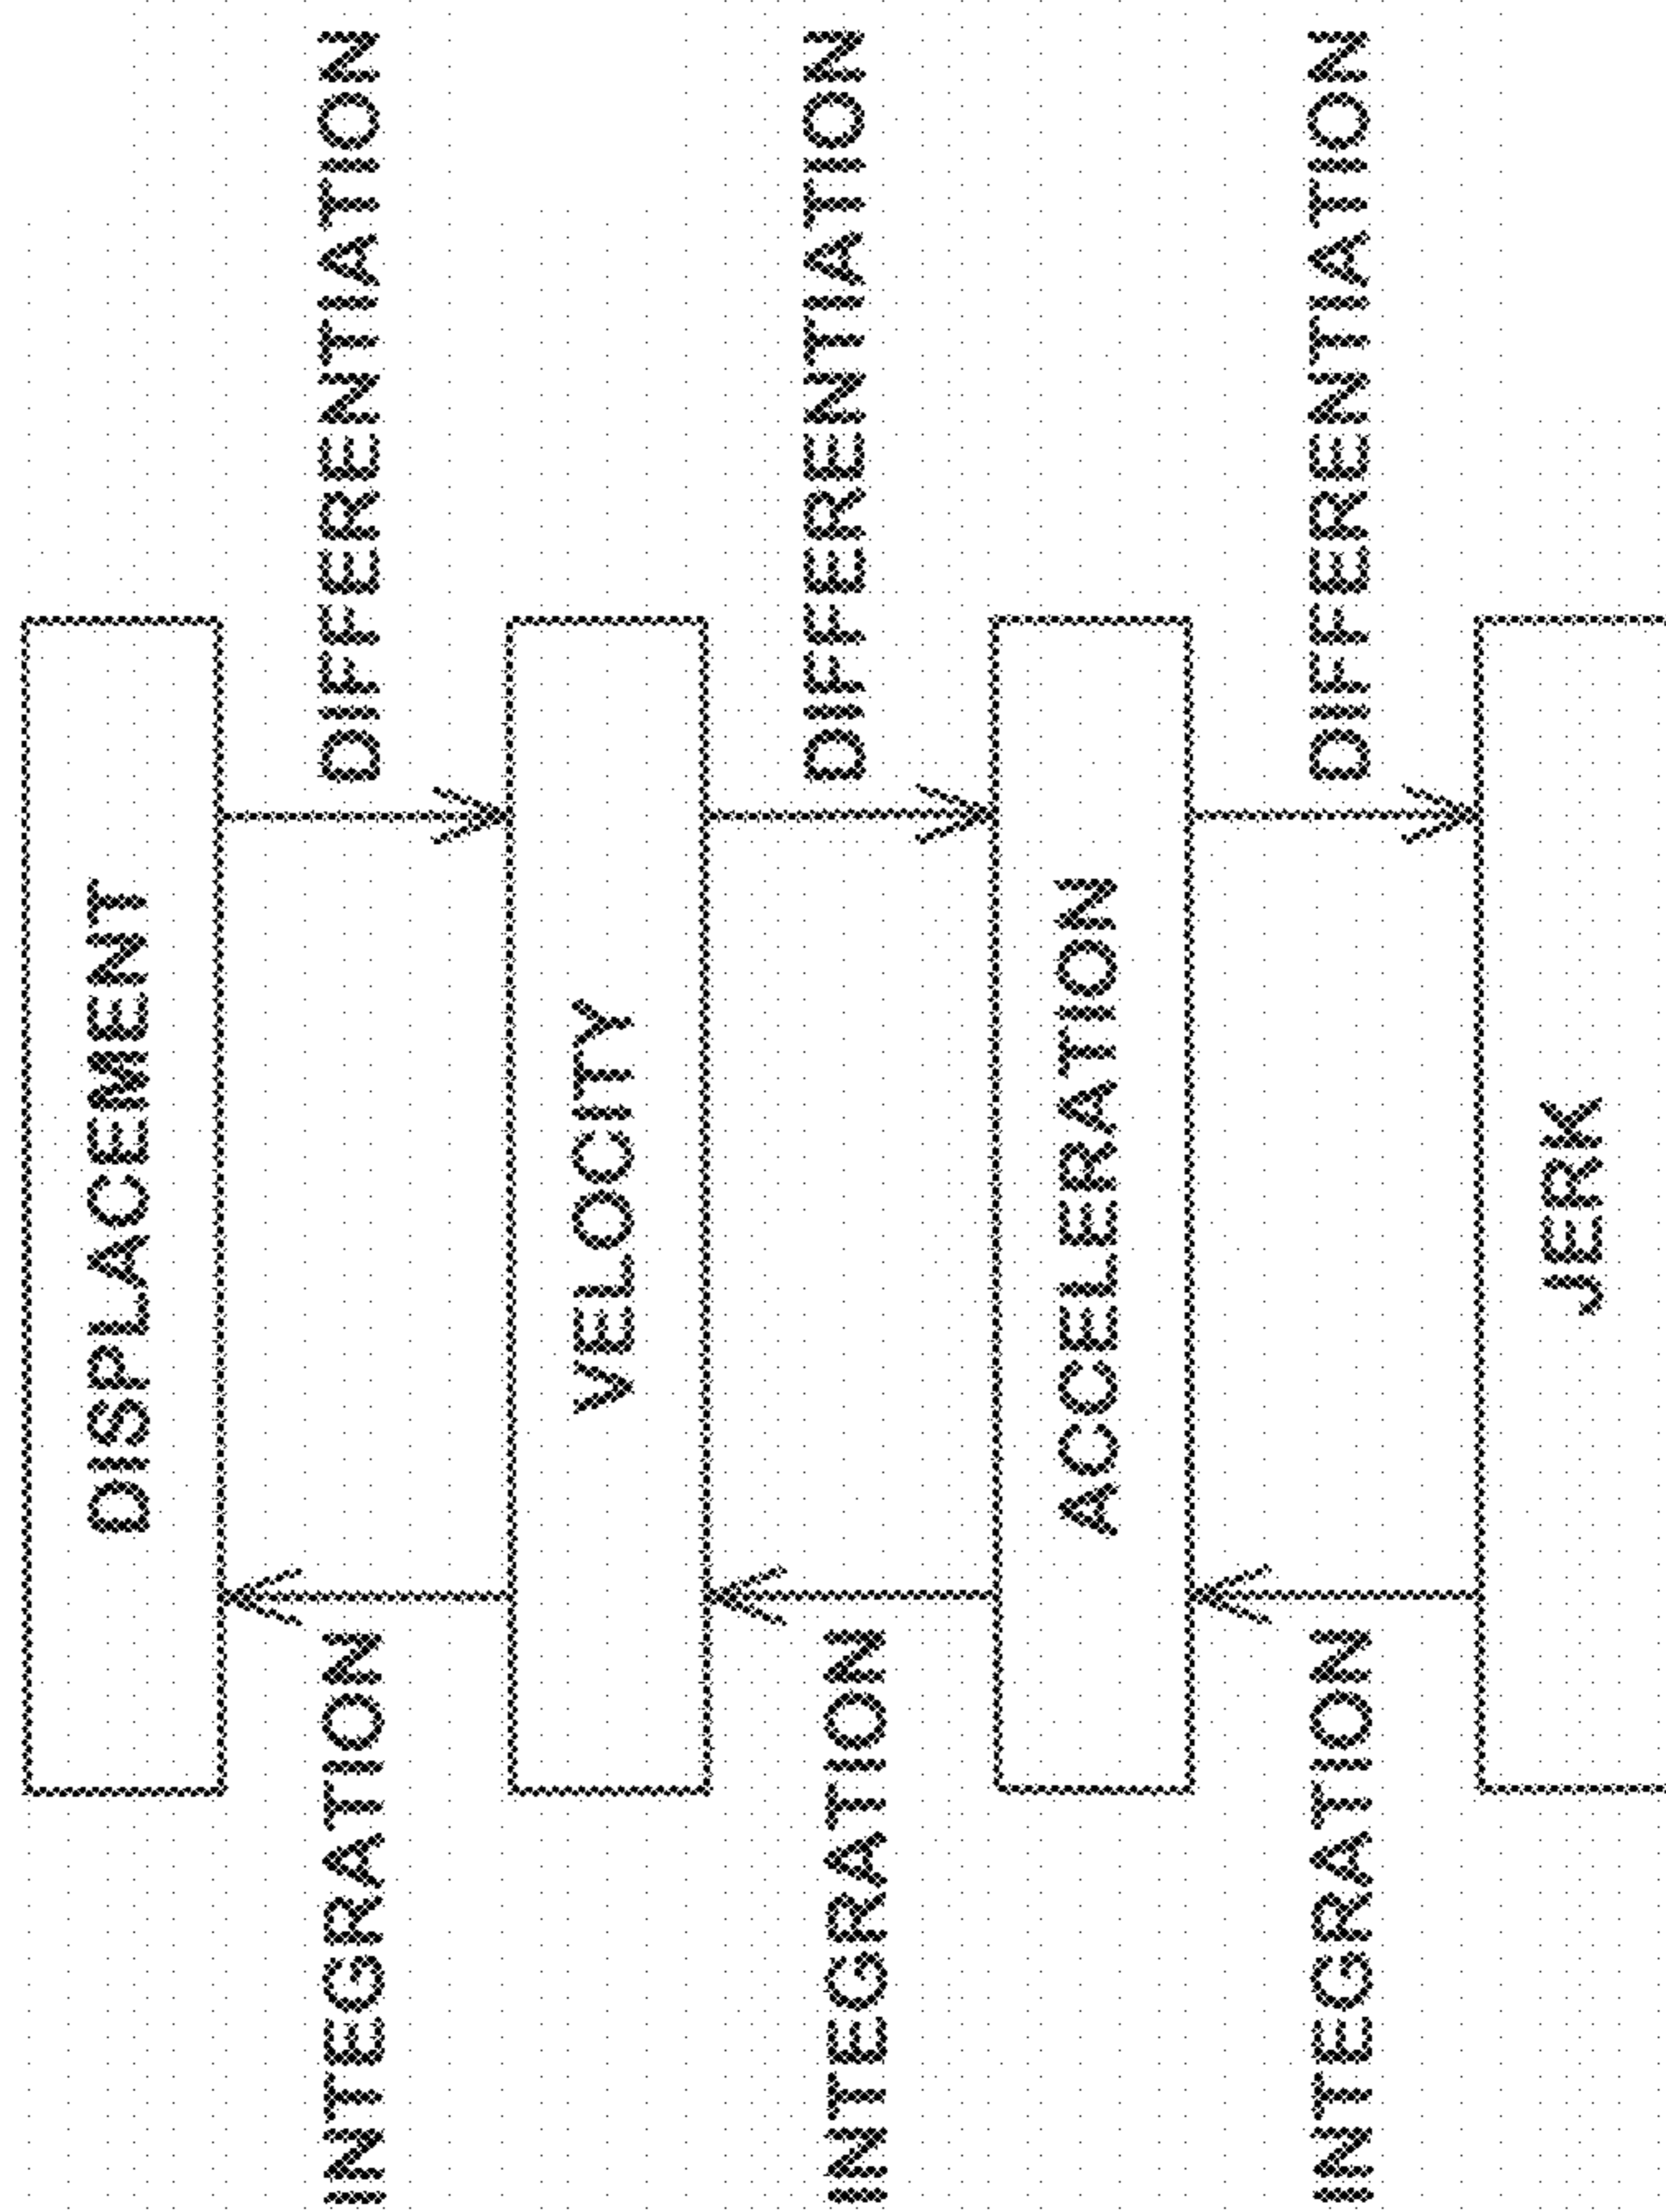 DISPLACEMENT
INTEGRATION
DIFFERENTIATION
VELOCITY
INTEGRATION
DIFFERENTIATION
ACCELERATION
INTEGRATION
DIFFERENTIATION
JERK